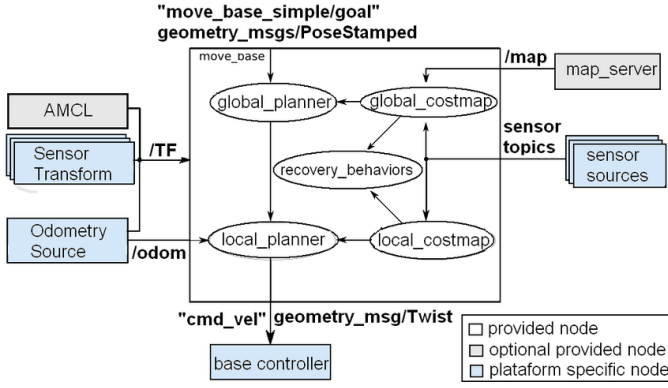 "move_base_simple/goal"
geometry_msgs/PoseStamped
move_base
/map
map_server
AMCL
global_planner
global_costmap
Sensor
Transform
/TF
sensor
topics
recovery_behaviors
sensor
sources
Odometry
Source
/odom
local_planner
local_costmap
"cmd_vel"
geometry_msg/Twist
base controller
provided node
optional provided node
plataform specific node